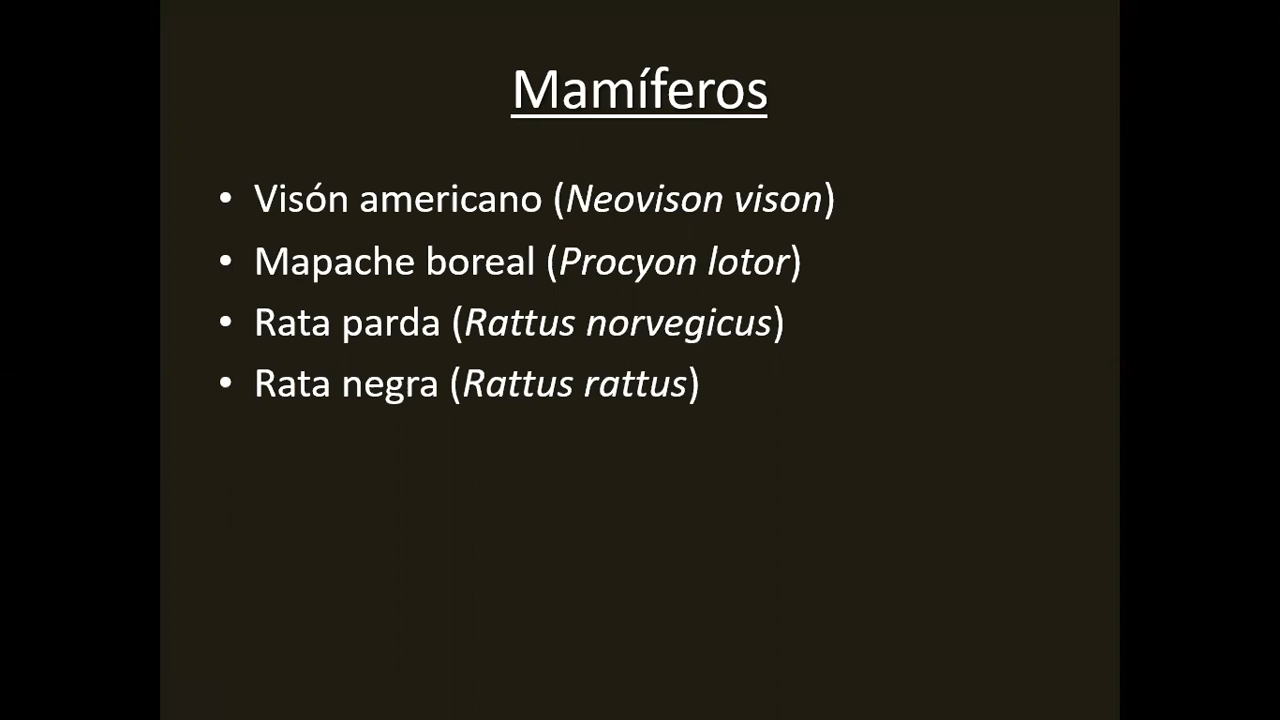 Mamíferos
• Visón americano (Neovison vison)
• Mapache boreal (Procyon lotor)
• Rata parda (Rattus norvegicus)
• Rata negra (Rattus rattus)